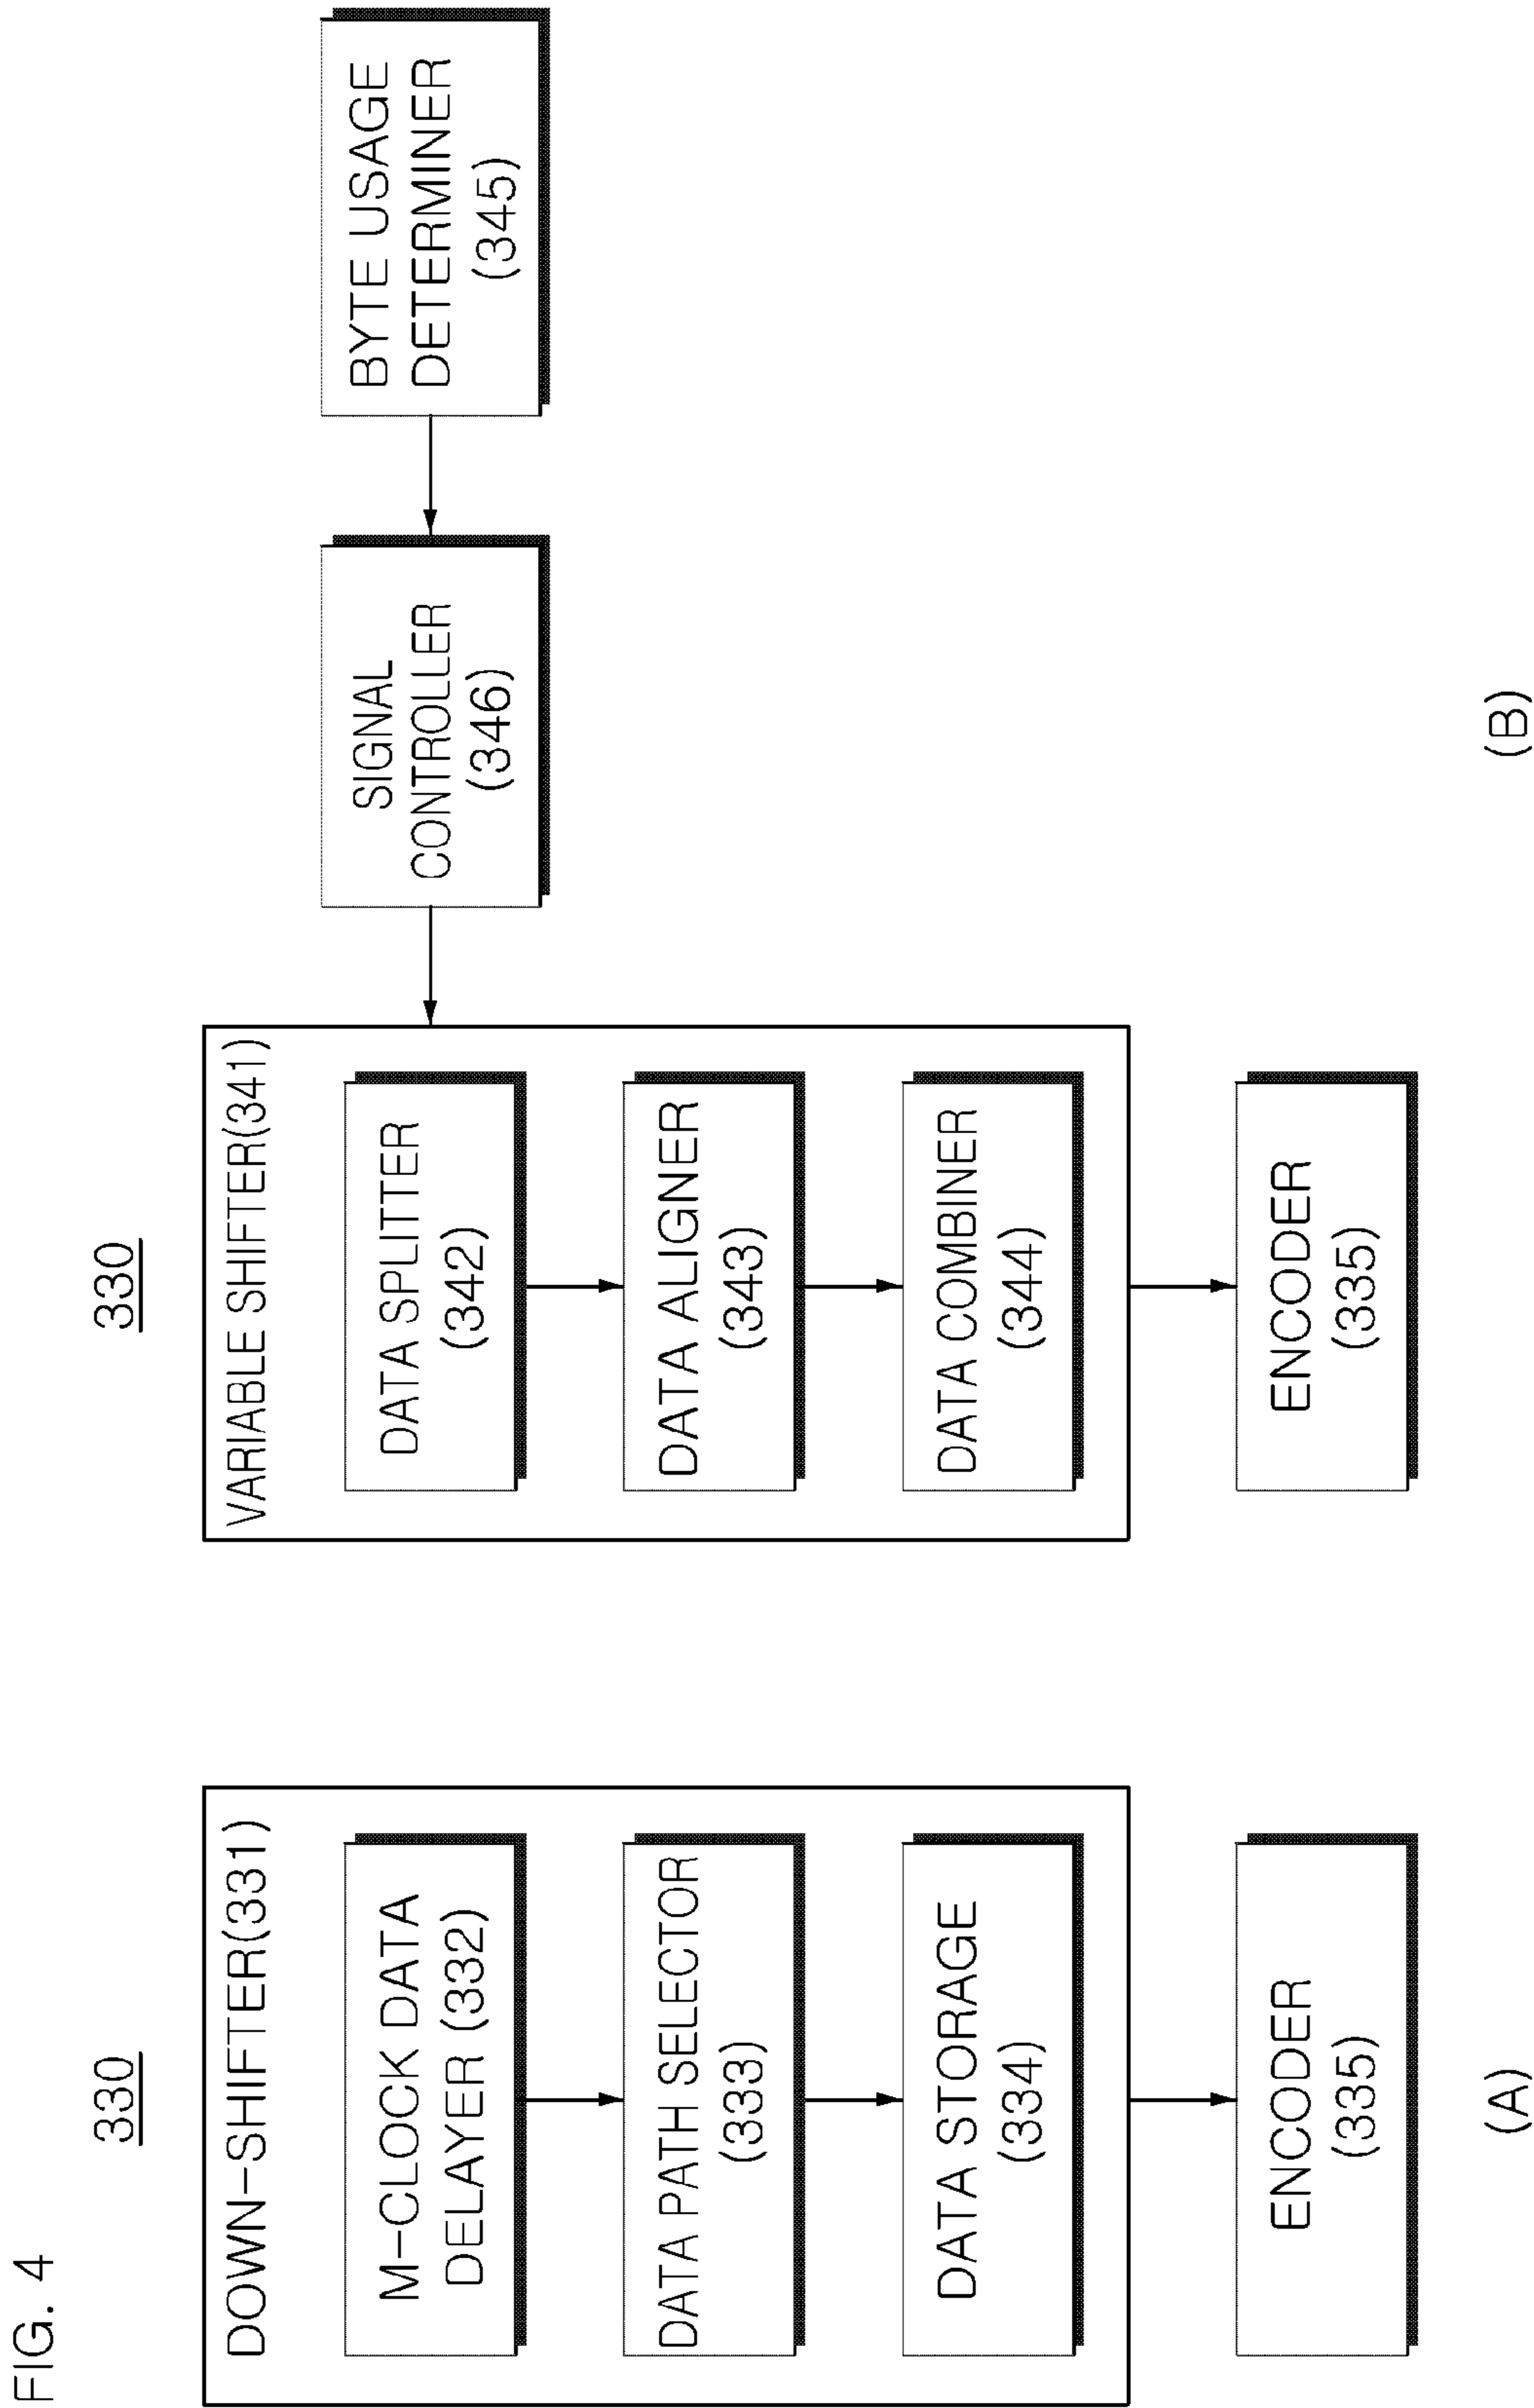 FIG. 4
330
DOWN-SHIFTER(331)
M-CLOCK DATA
DELAYER (332)
DATA PATH SELECTOR
(333)
DATA STORAGE
(334)
ENCODER
(335)
(A)
330
VARIABLE SHIFTER(341)
DATA SPLITTER
(342)
DATA ALIGNER
(343)
DATA COMBINER
(344)
ENCODER
(335)
SIGNAL
CONTROLLER
(346)
BYTE USAGE
DETERMINER
(345)
(B)